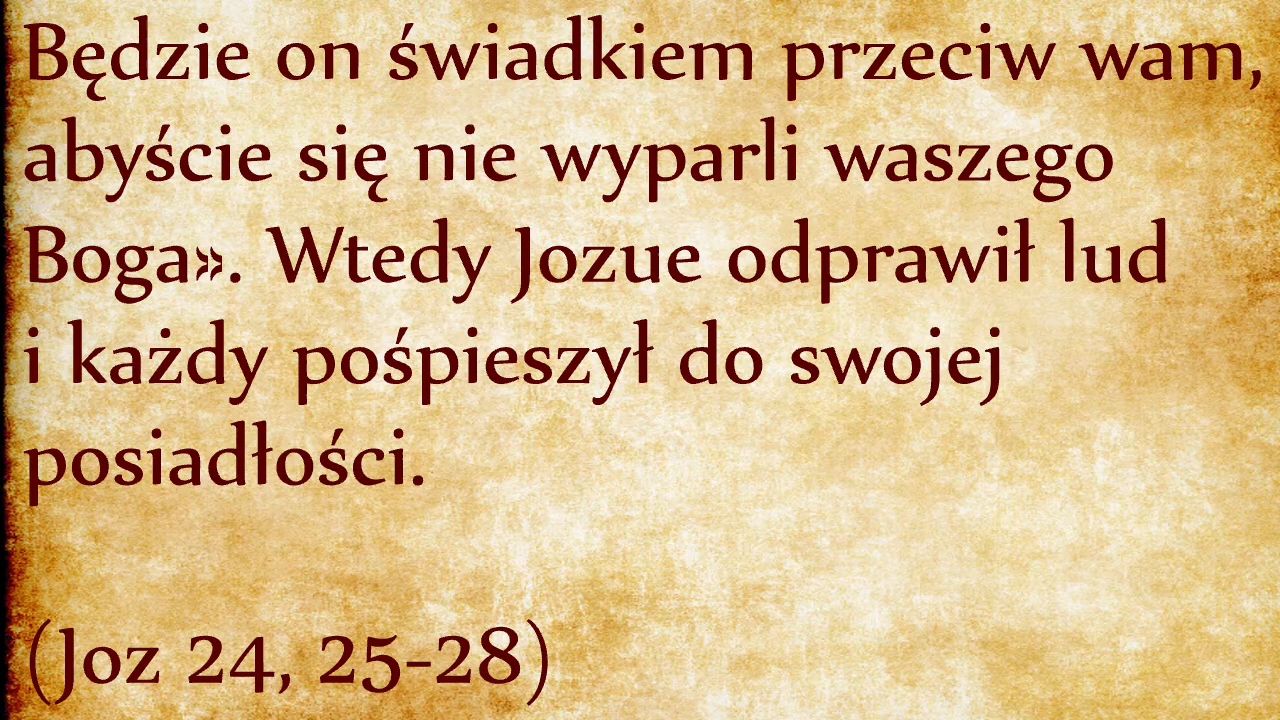 Będzie on świadkiem przeciw wam,
abyście się nie wyparli waszego
Boga». Wtedy Jozue odprawił lud
i każdy pośpieszył do swojej
posiadłości.
(Joz 24, 25-28)